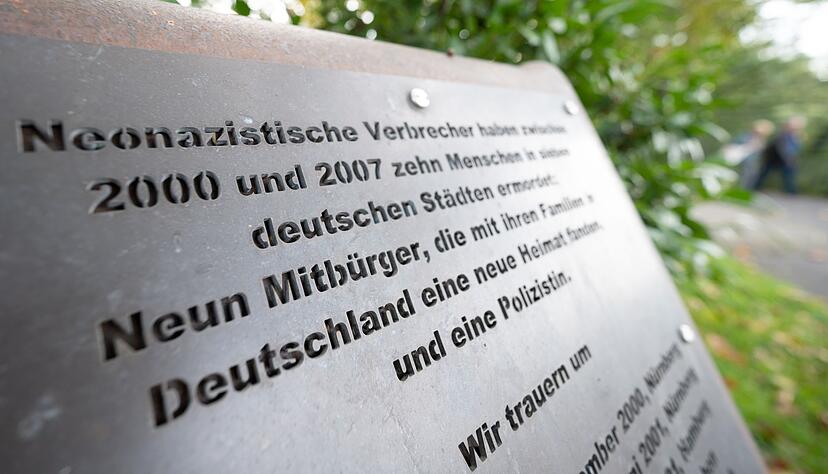 Neonazistische Verbrecher haben zwischen
2000 und 2007 zehn Menschen in sieben
deutschen Städten ermordet:
Neun Mitbürger, die mit ihren Familien in
Deutschland eine neue Heimat fanden,
und eine Polizistin.
Wir trauern um
ember 2000, Nürnberg
2001, Nürnberg
Hamburg